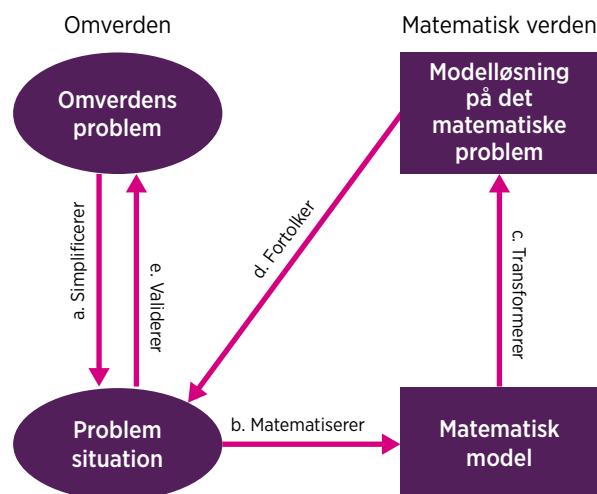 Omverden
Matematisk verden
Omverdens
problem
Modelløsning
på det
matematiske
problem
a. Simplificerer
e. Validerer
d. Fortolker
c. Transformerer
b. Matematiserer
Problem
situation
Matematisk
model